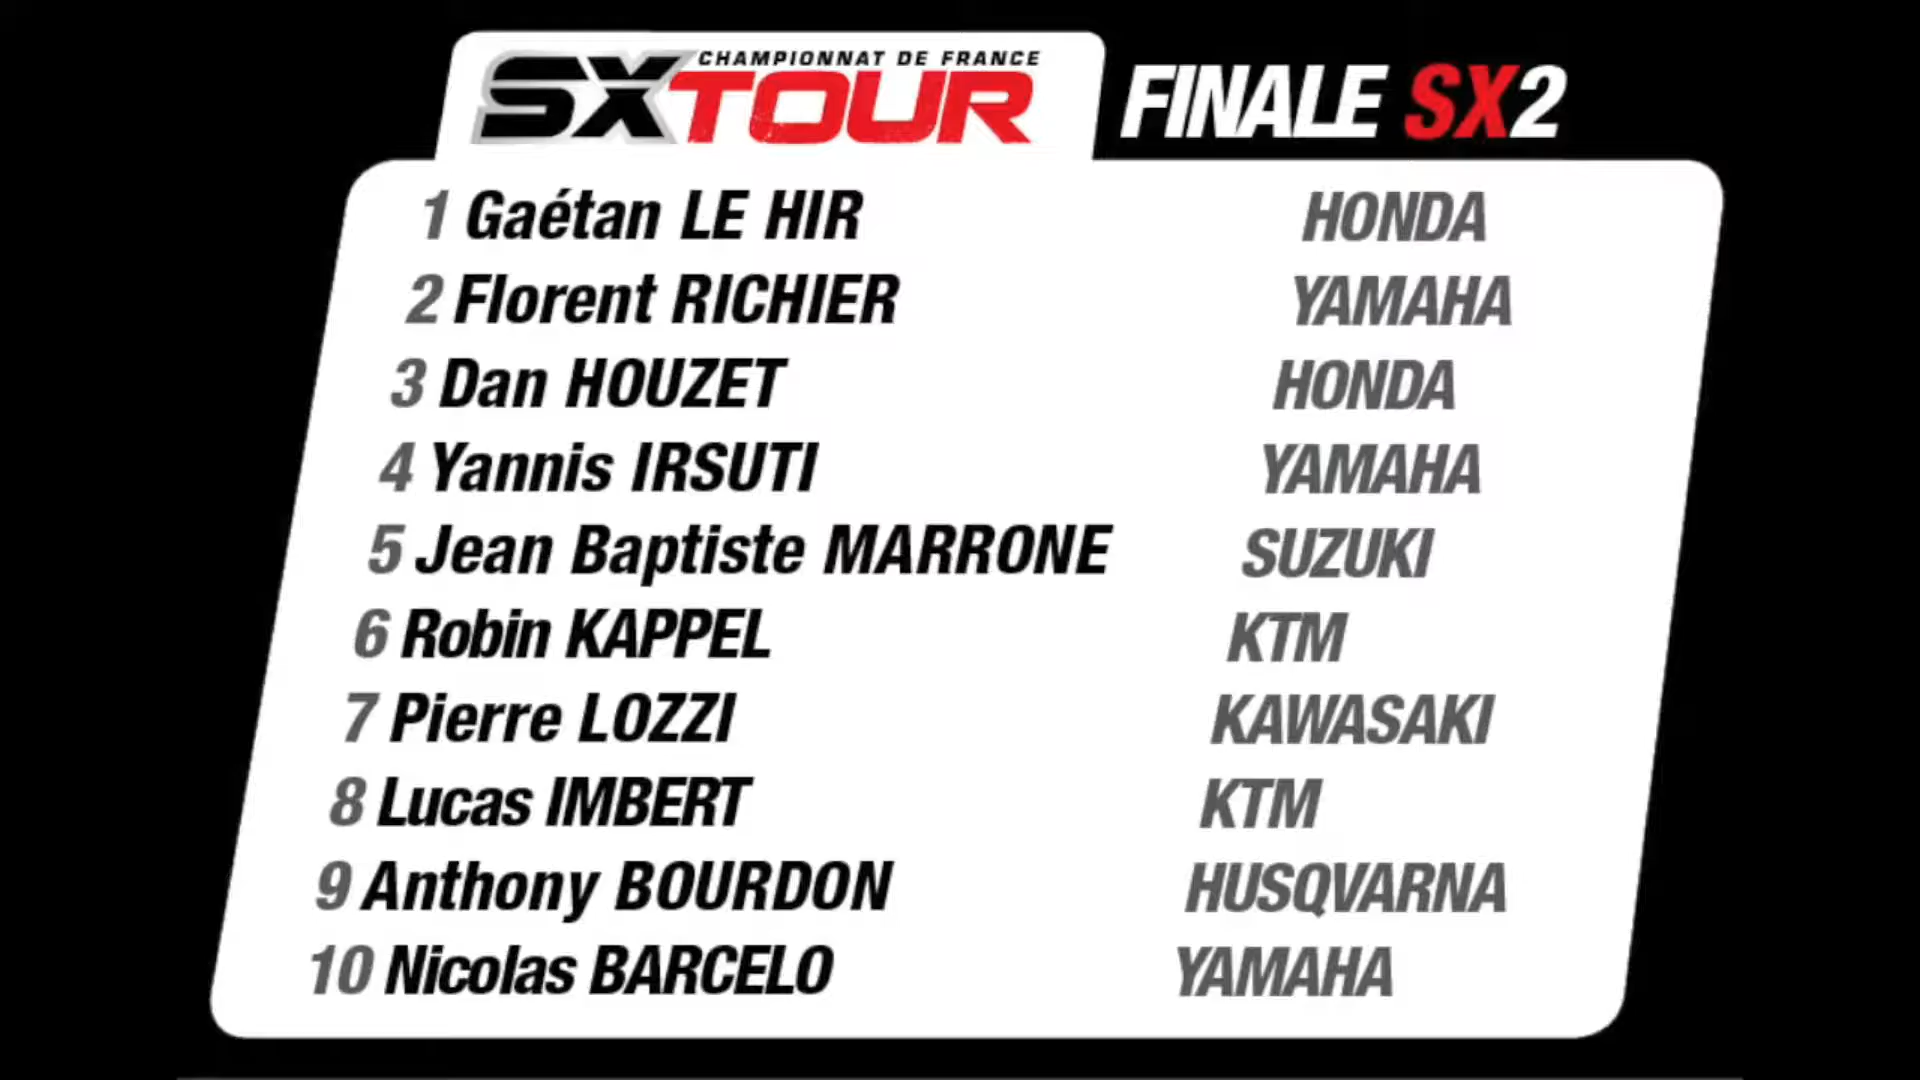 CHAMPIONNAT DE FRANCE
SXTOUR FINALE SX2
1 Gaétan LE HIR HONDA
2 Florent RICHIER YAMAHA
3 Dan HOUZET HONDA
4 Yannis IRSUTI YAMAHA
5 Jean Baptiste MARRONE SUZUKI
6 Robin KAPPEL KTM
7 Pierre LOZZI KAWASAKI
8 Lucas IMBERT KTM
9 Anthony BOURDON HUSQVARNA
10 Nicolas BARCELO YAMAHA